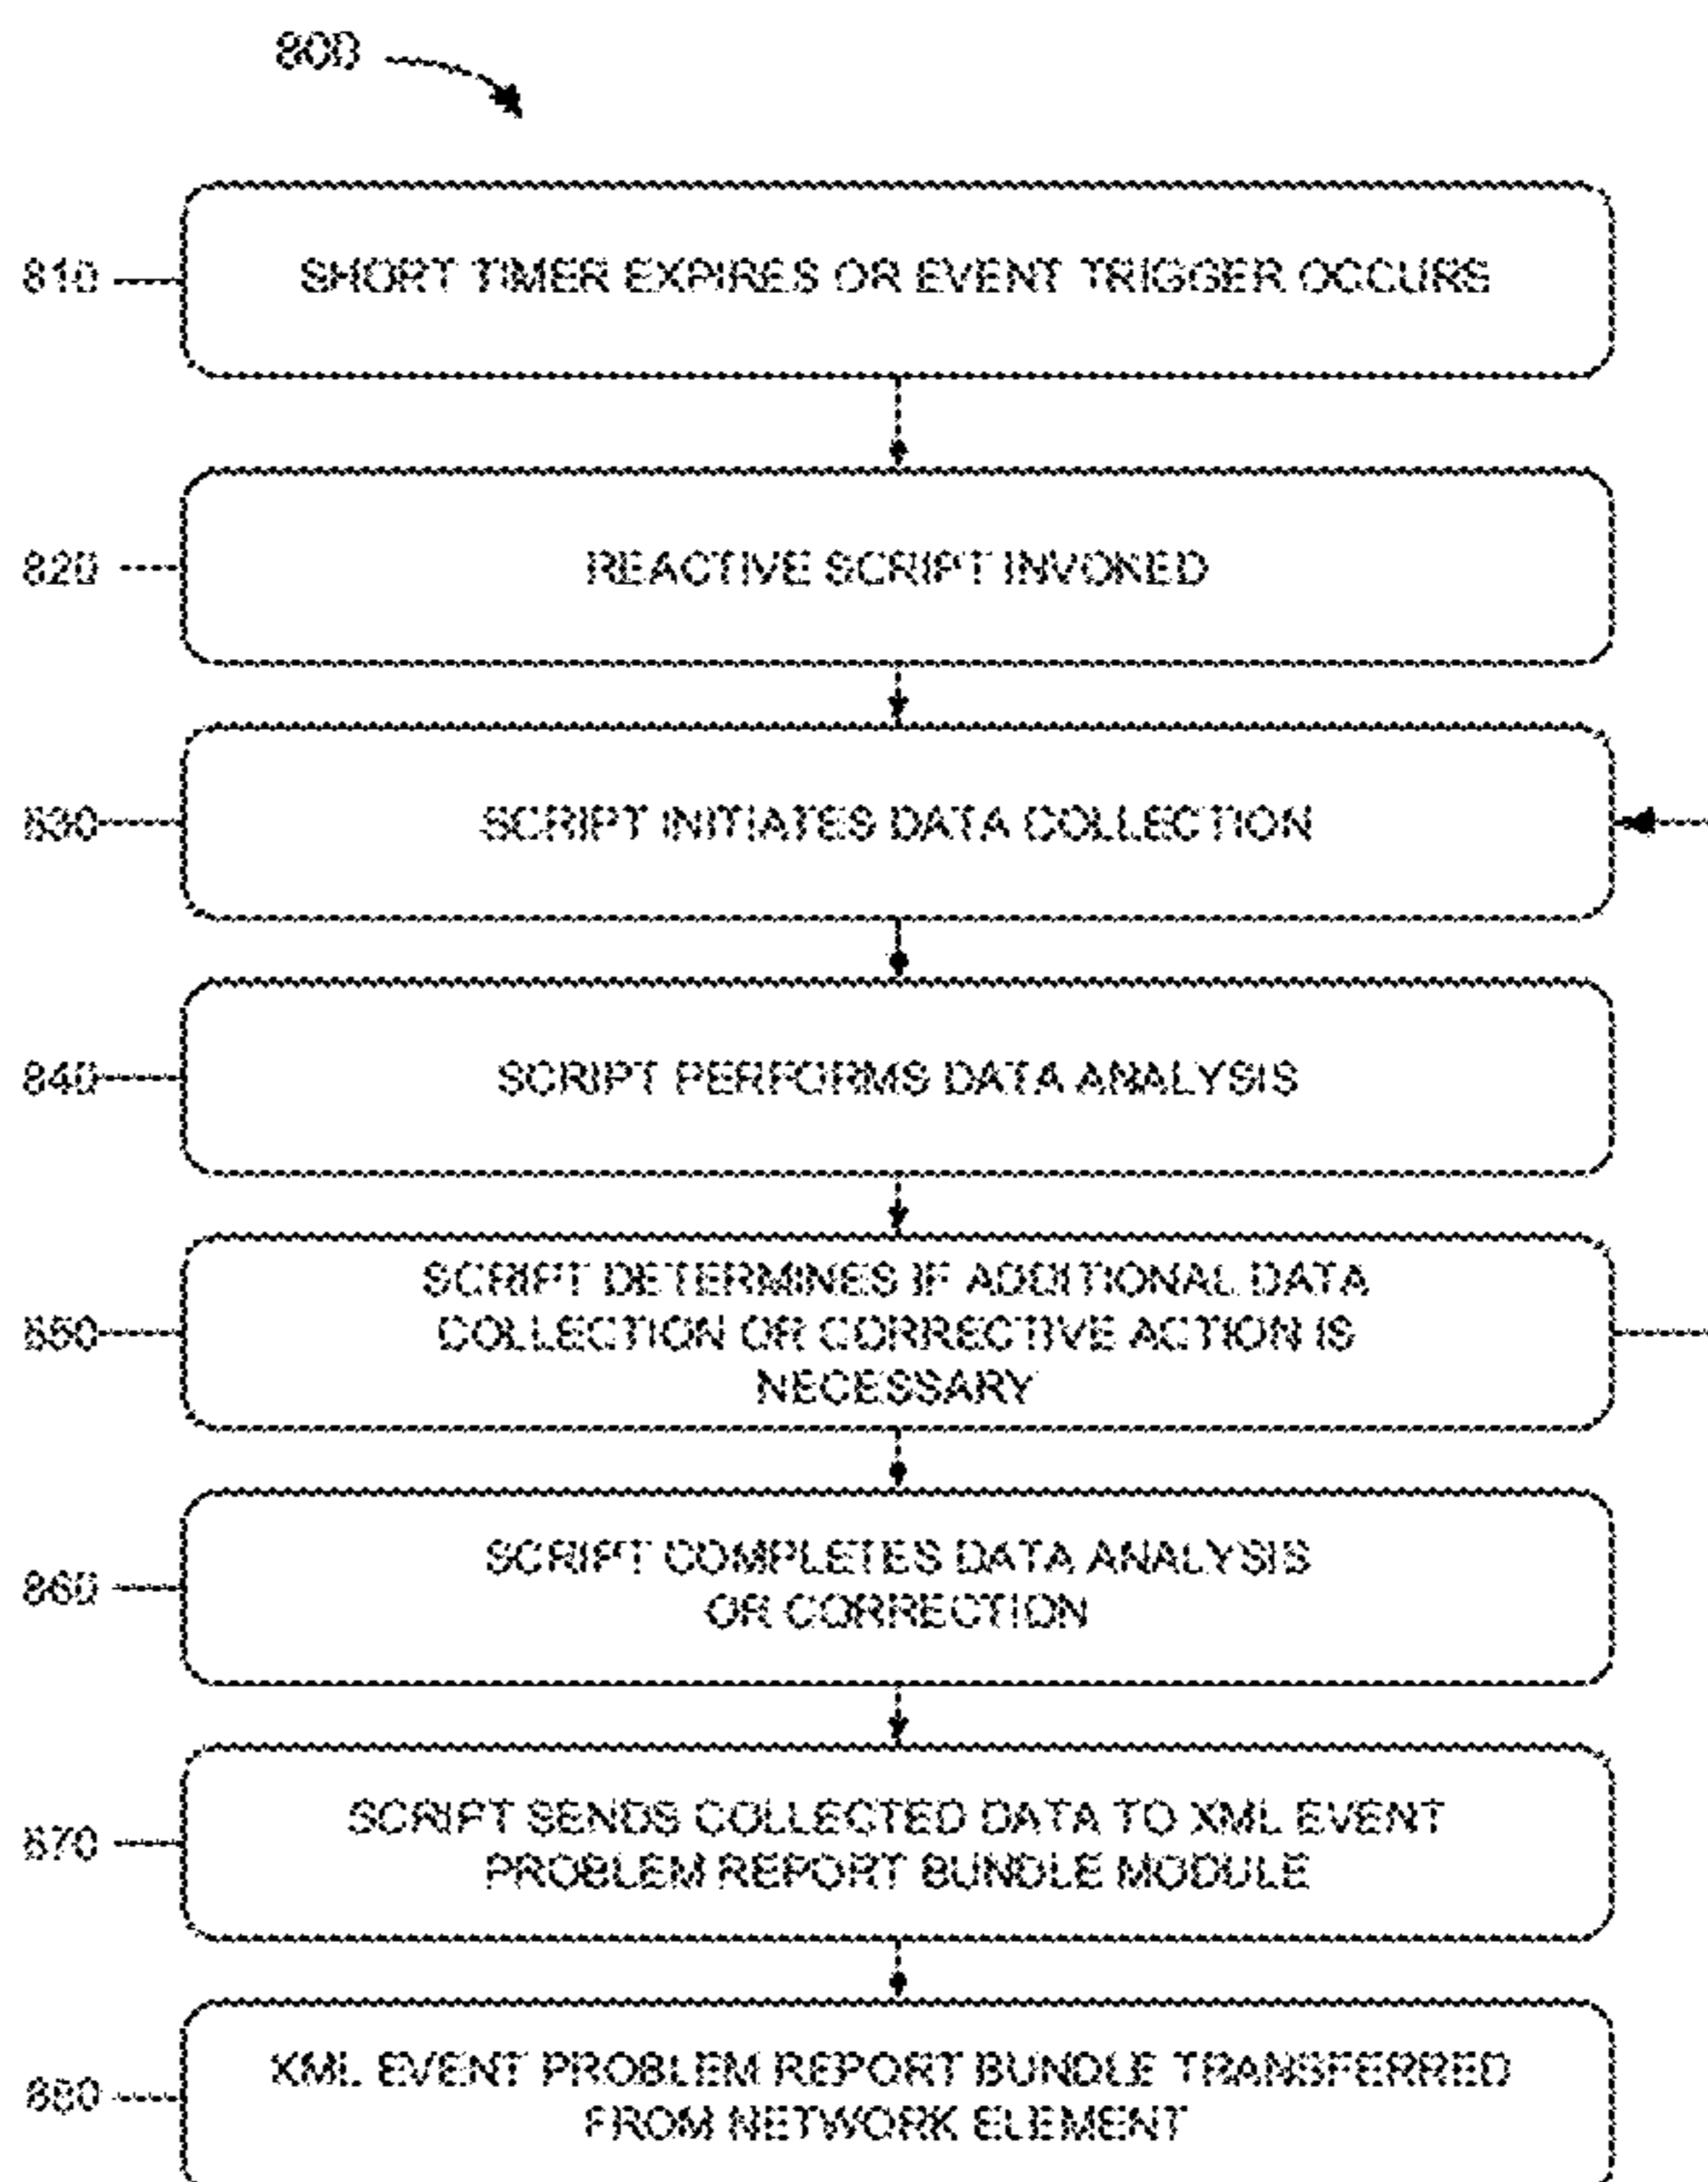 800
810
SHORT TIMER EXPIRES OR EVENT TRIGGER OCCURS
820
REACTIVE SCRIPT INVOKED
830
SCRIPT INITIATES DATA COLLECTION
840
SCRIPT PERFORMS DATA ANALYSIS
850
SCRIPT DETERMINES IF ADDITIONAL DATA
COLLECTION OR CORRECTIVE ACTION IS
NECESSARY
860
SCRIPT COMPLETES DATA ANALYSIS
OR CORRECTION
870
SCRIPT SENDS COLLECTED DATA TO XML EVENT
PROBLEM REPORT BUNDLE MODULE
880
XML EVENT PROBLEM REPORT BUNDLE TRANSFERRED
FROM NETWORK ELEMENT